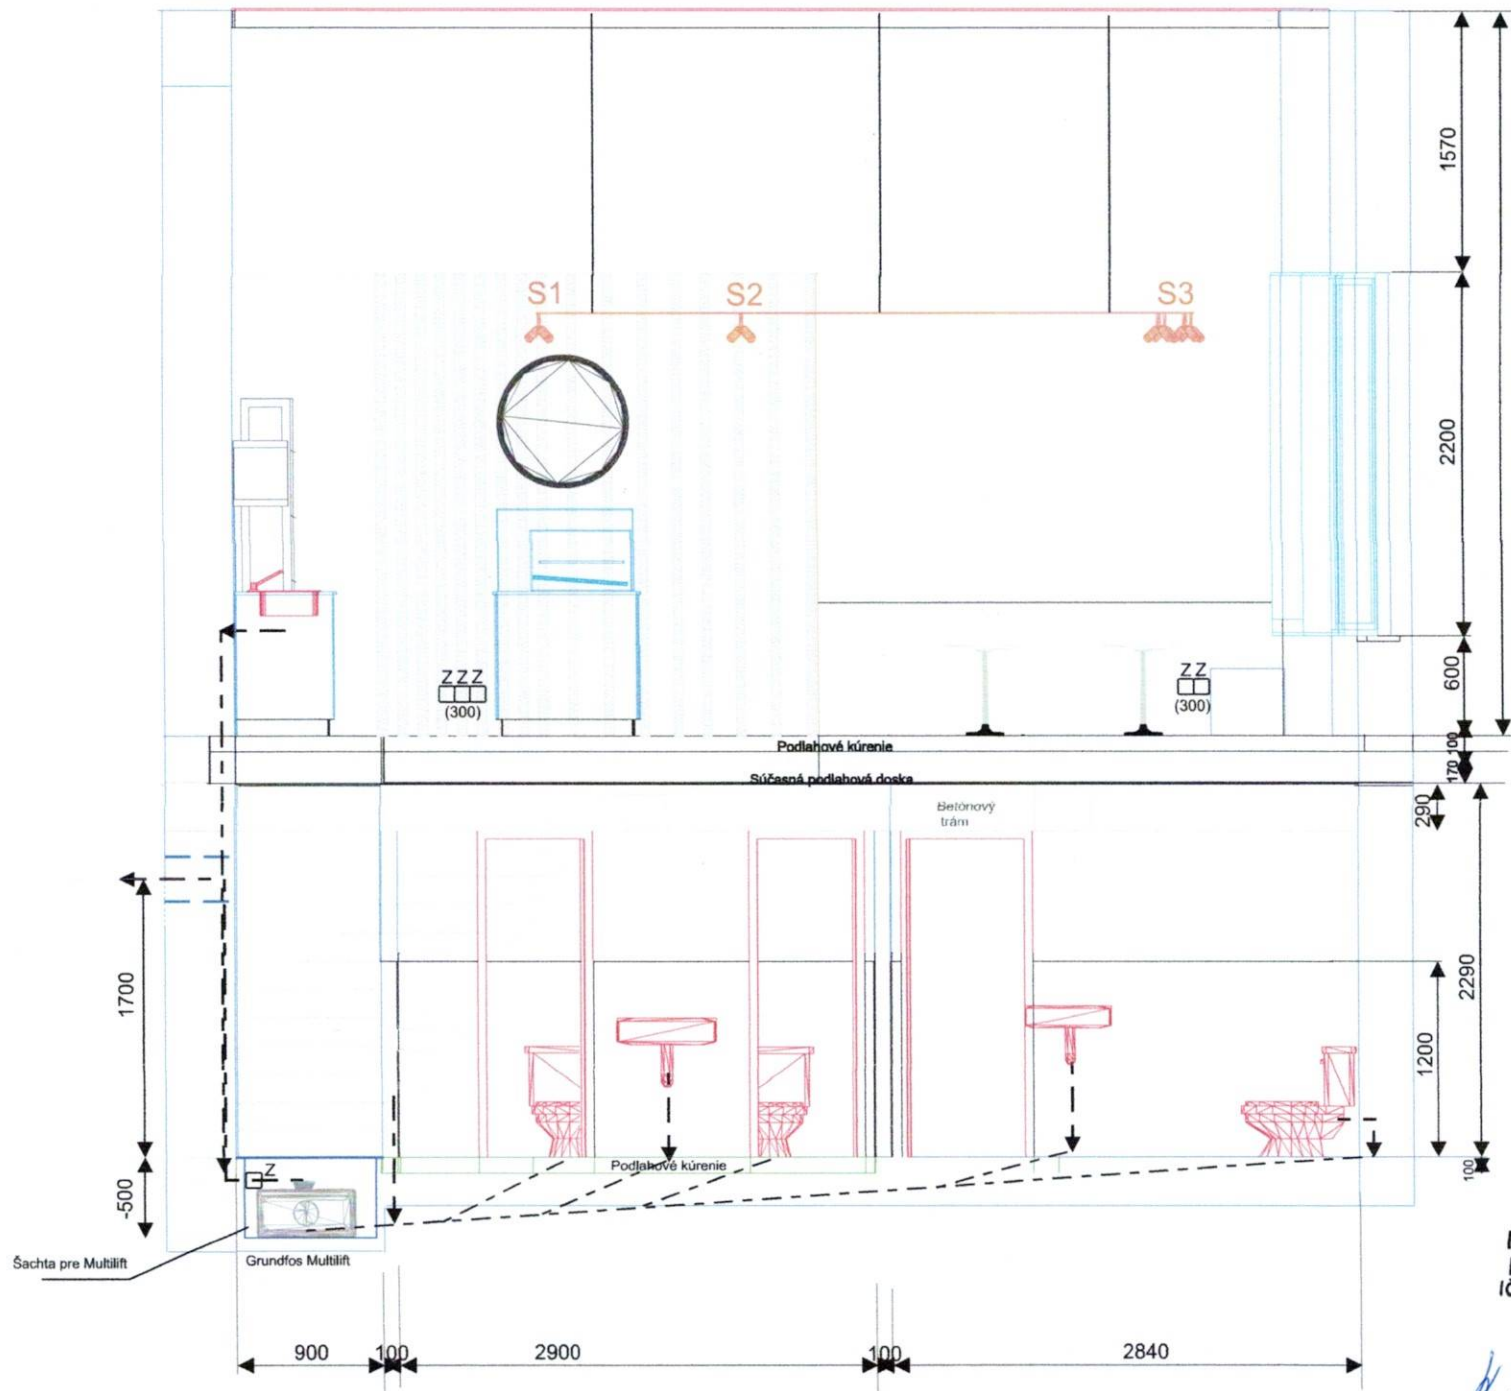 1570
S1
S2
S3
2200
600
ZZZ
(300)
ZZ
(300)
Podlahové kúrenie
100
170
Súčasná podlahová doska
290
Betónový
trám
1700
2290
1200
Podlahové kúrenie
100
Z
-500
Šachta pre Multilift
Grundfos Multilift
900
100
2900
100
2840